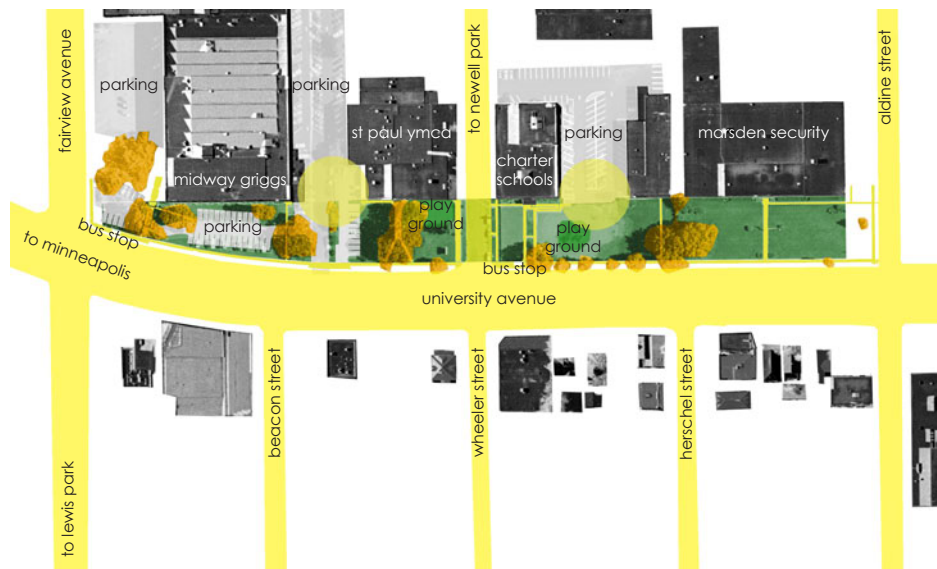 fairview avenue
parking
parking
st paul ymca
to newell park
charter
schools
parking
marsden security
aldine street
midway griggs
bus stop
to minneapolis
parking
play
ground
play
ground
bus stop
university avenue
beacon street
wheeler street
herschel street
to lewis park